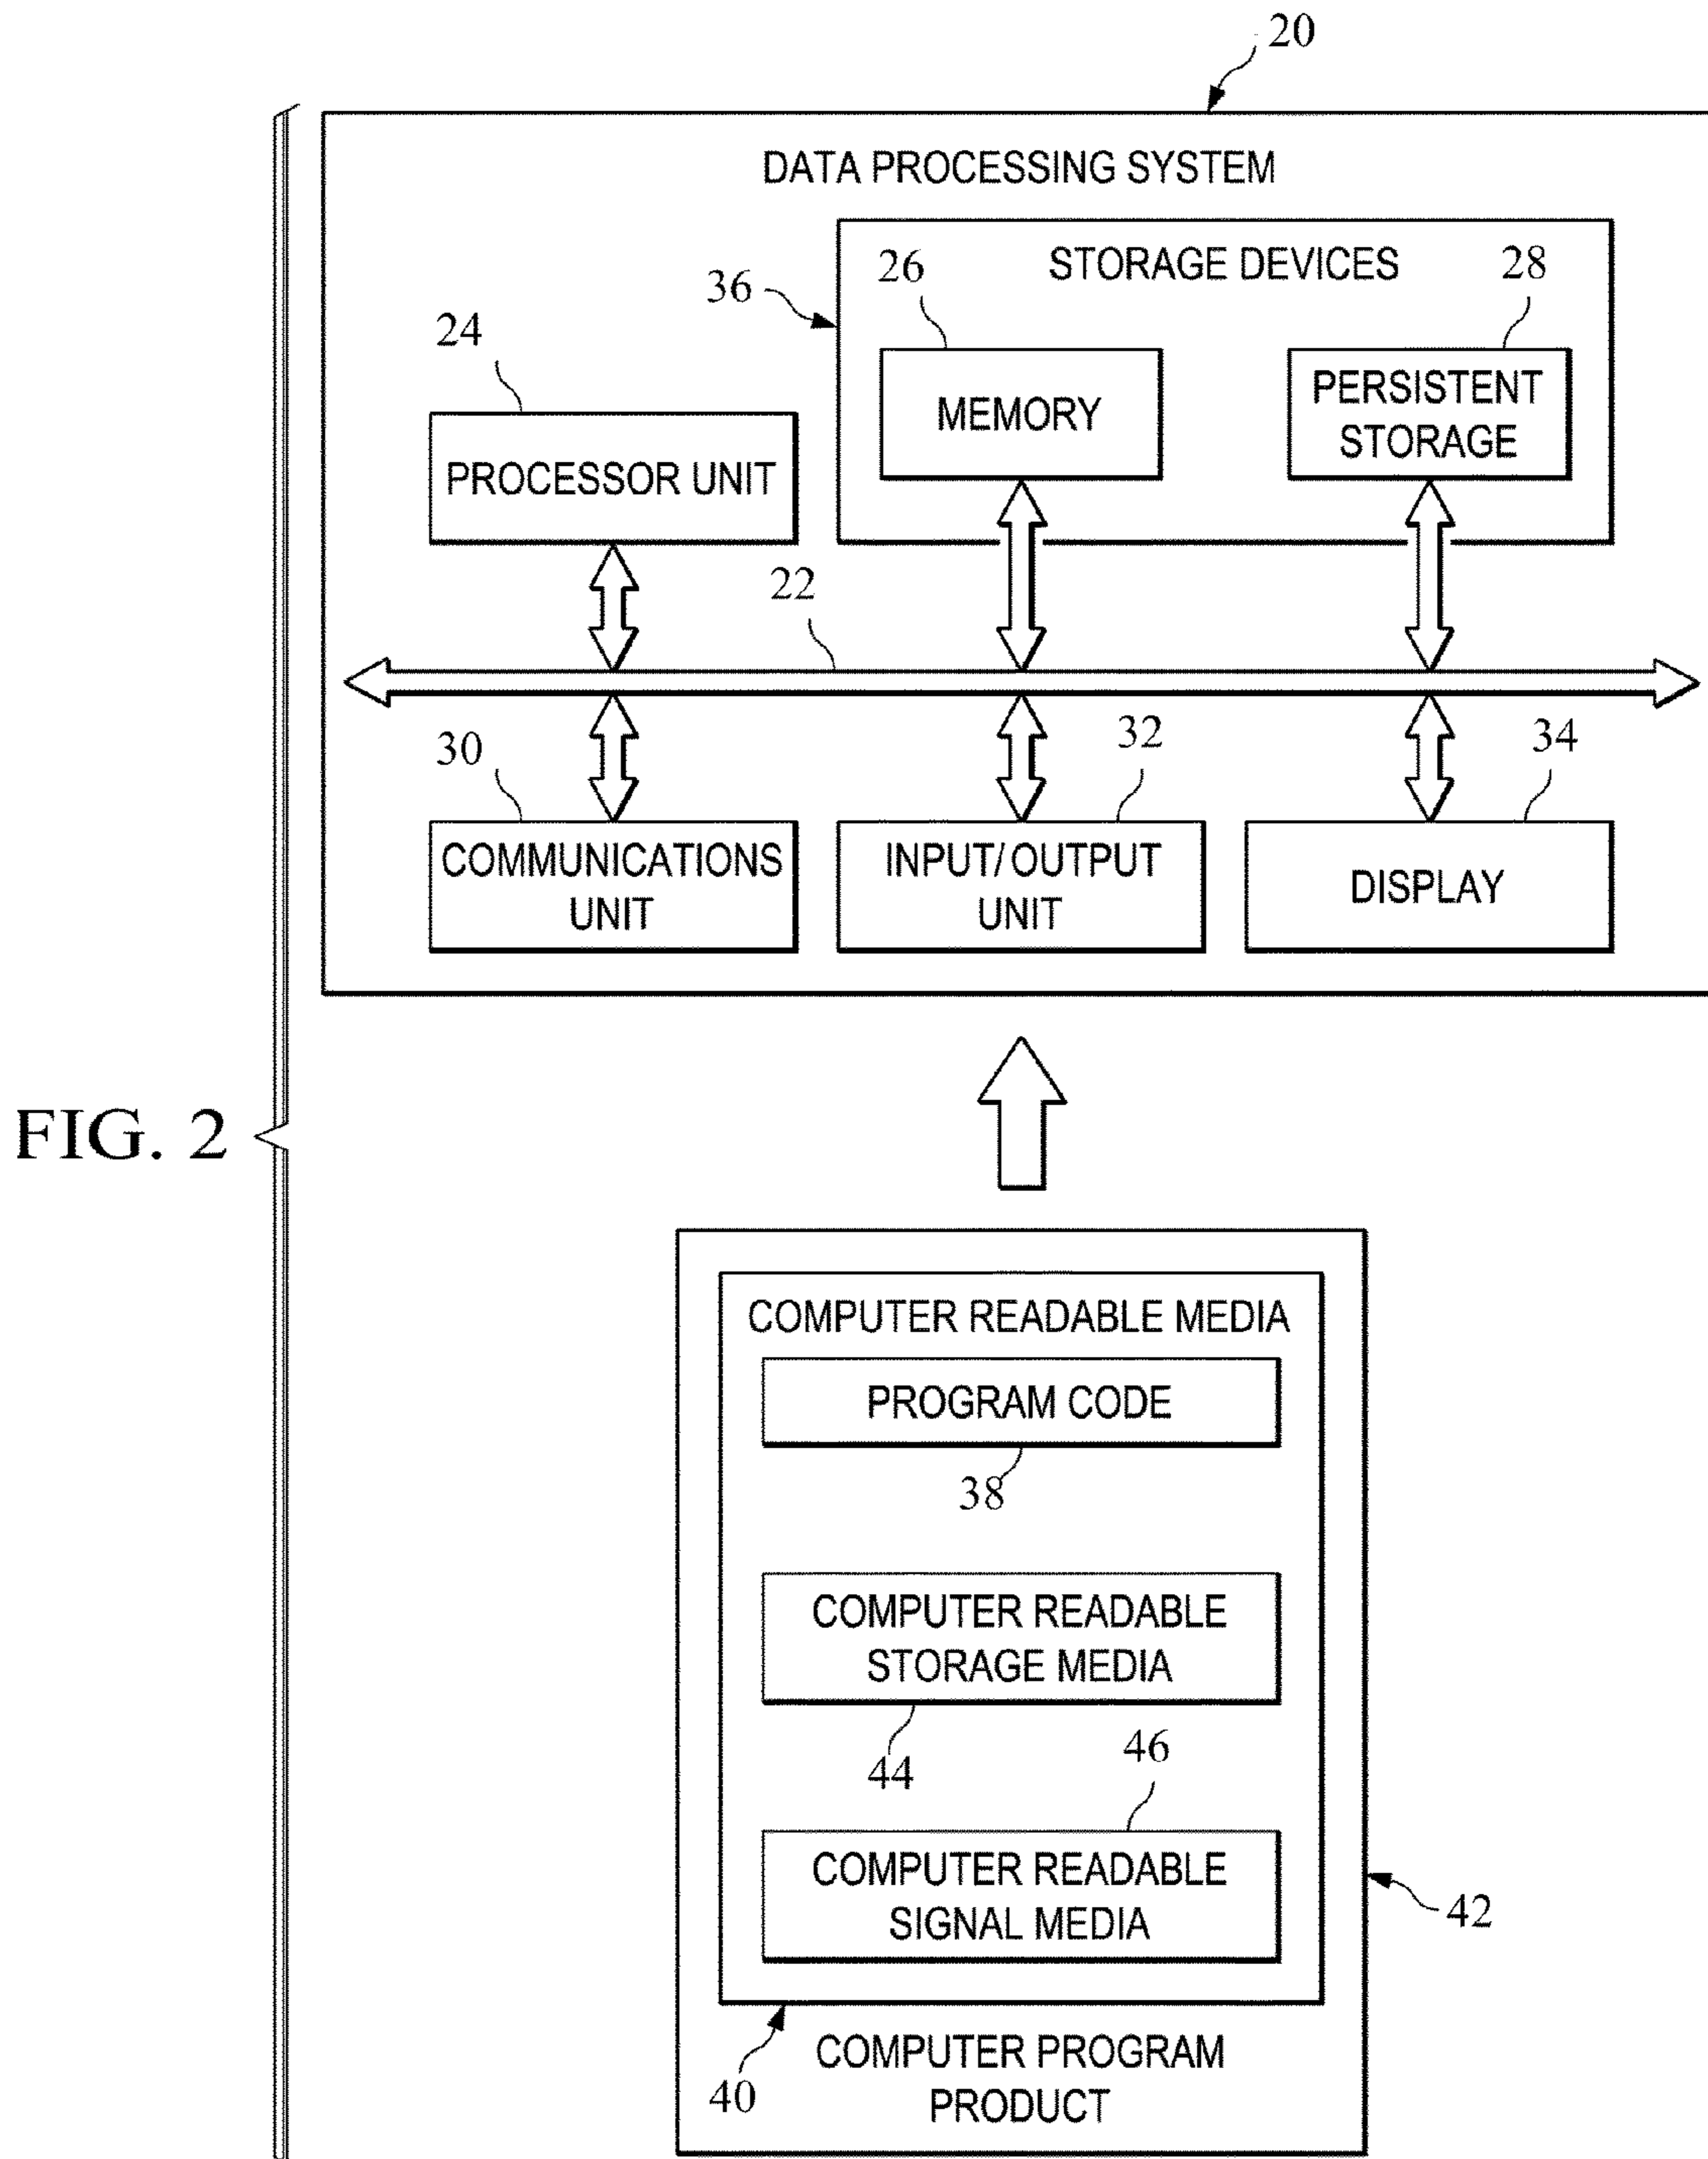 20
DATA PROCESSING SYSTEM
STORAGE DEVICES
36
26
28
24
MEMORY
PERSISTENT
STORAGE
PROCESSOR UNIT
22
30
32
34
COMMUNICATIONS
UNIT
INPUT/OUTPUT
UNIT
DISPLAY
FIG. 2
COMPUTER READABLE MEDIA
PROGRAM CODE
38
COMPUTER READABLE
STORAGE MEDIA
44
46
COMPUTER READABLE
SIGNAL MEDIA
42
40
COMPUTER PROGRAM
PRODUCT